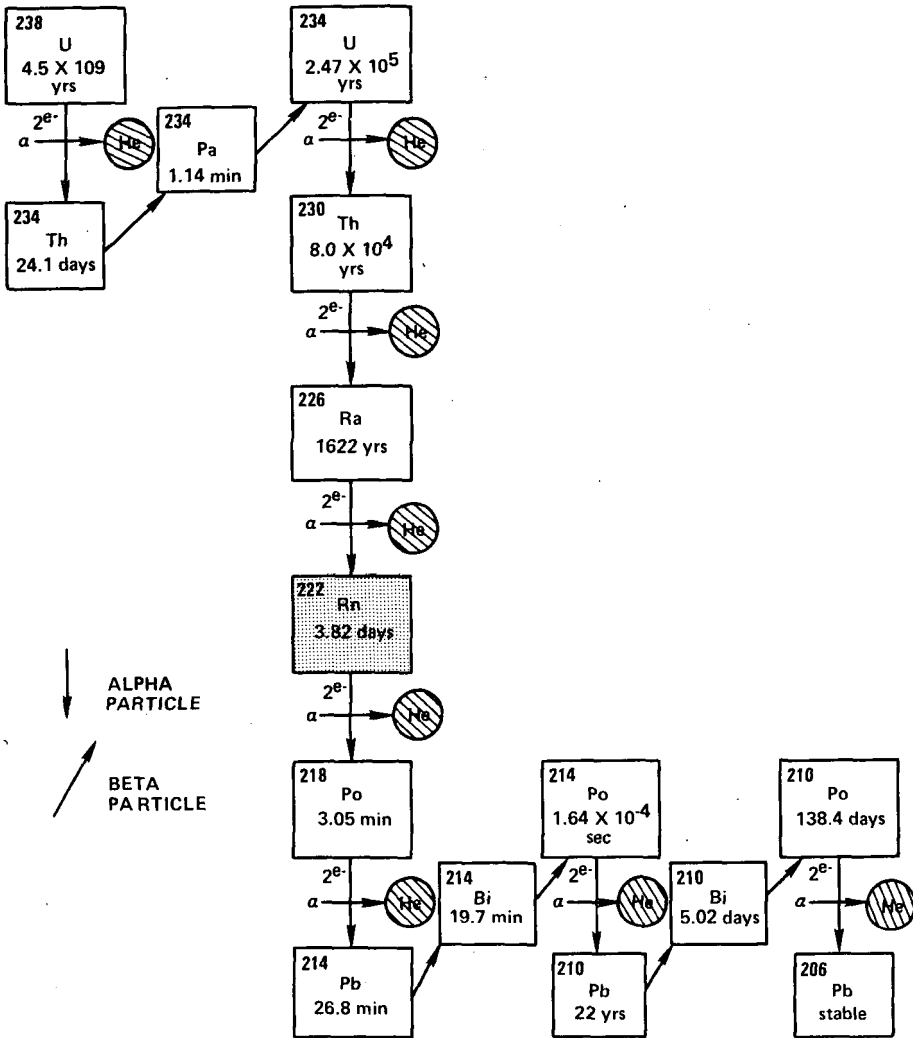 238
U
4.5 X 109
yrs
2e-
α
He
234
Th
24.1 days
234
Pa
1.14 min
234
U
2.47 X 10⁵
yrs
2e-
α
He
230
Th
8.0 X 10⁴
yrs
2e-
α
He
226
Ra
1622 yrs
2e-
α
He
222
Rn
3.82 days
2e-
α
He
218
Po
3.05 min
2e-
α
He
214
Pb
26.8 min
214
Bi
19.7 min
214
Po
1.64 X 10⁻⁴
sec
2e-
α
He
210
Pb
22 yrs
210
Bi
5.02 days
210
Po
138.4 days
2e-
α
He
206
Pb
stable
ALPHA
PARTICLE
BETA
PARTICLE